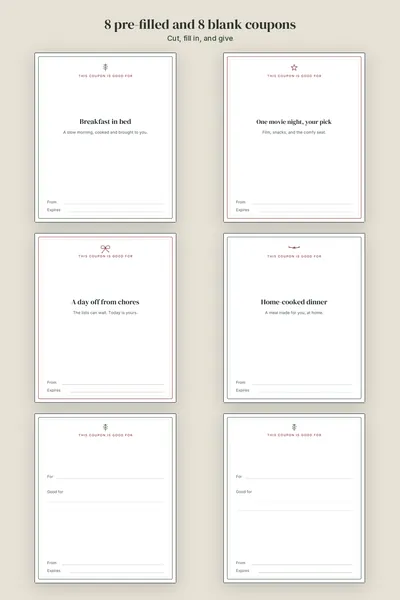 8 pre-filled and 8 blank coupons
Cut, fill in, and give
THIS COUPON IS GOOD FOR
Breakfast in bed
A slow morning, cooked and brought to you.
From
Expires
THIS COUPON IS GOOD FOR
One movie night, your pick
Film, snacks, and the comfy seat.
From
Expires
THIS COUPON IS GOOD FOR
A day off from chores
The lists can wait. Today is yours.
From
Expires
THIS COUPON IS GOOD FOR
Home-cooked dinner
A meal made for you, at home.
From
Expires
THIS COUPON IS GOOD FOR
For
Good for
From
Expires
THIS COUPON IS GOOD FOR
For
Good for
From
Expires